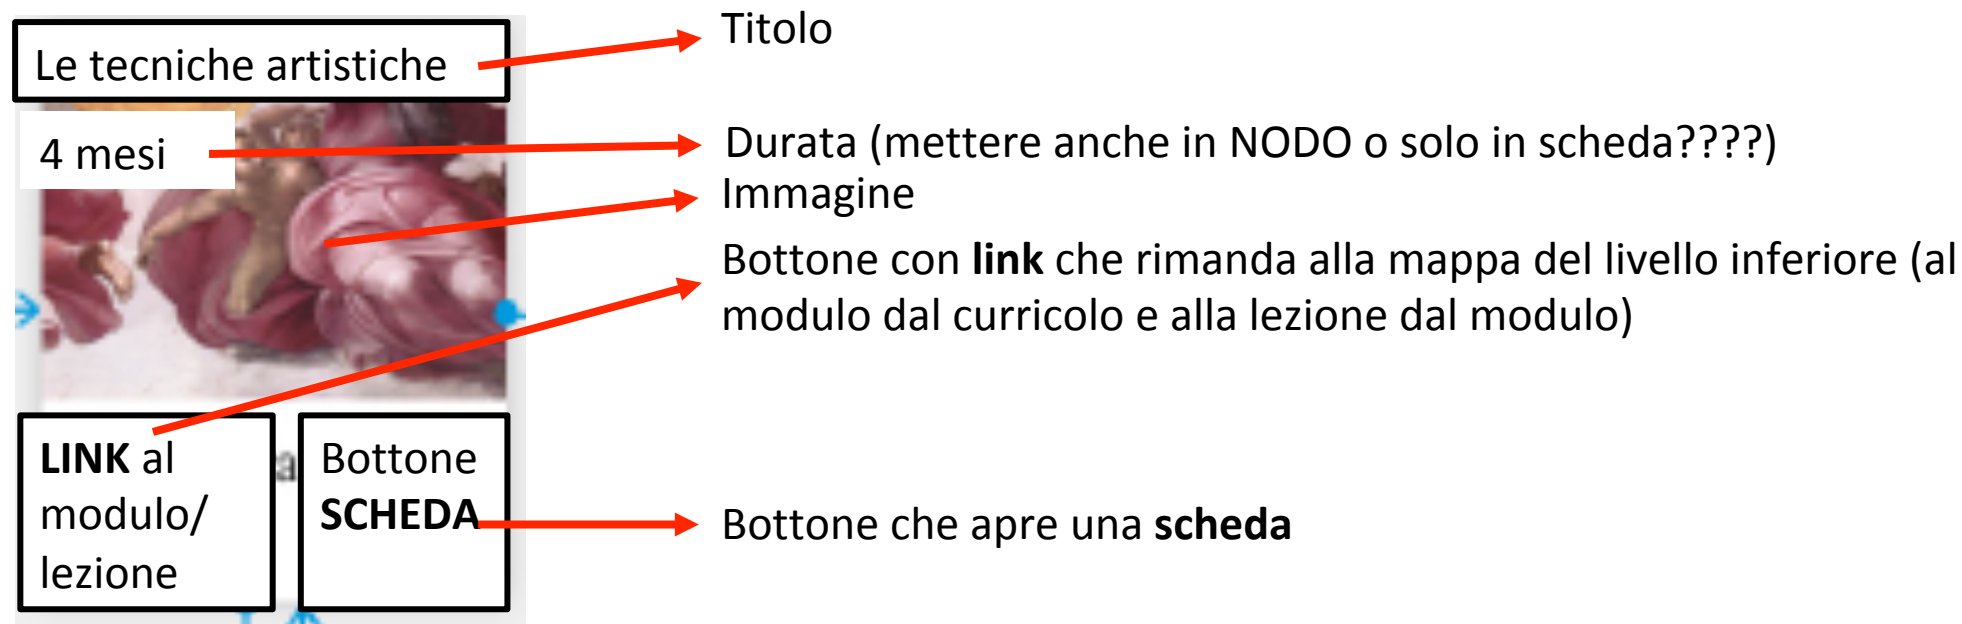 Le tecniche artistiche
Titolo
4 mesi
Durata (mettere anche in NODO o solo in scheda????)
Immagine
Bottone con link che rimanda alla mappa del livello inferiore (al
modulo dal curricolo e alla lezione dal modulo)
LINK al
modulo/
lezione
a
Bottone
SCHEDA
Bottone che apre una scheda